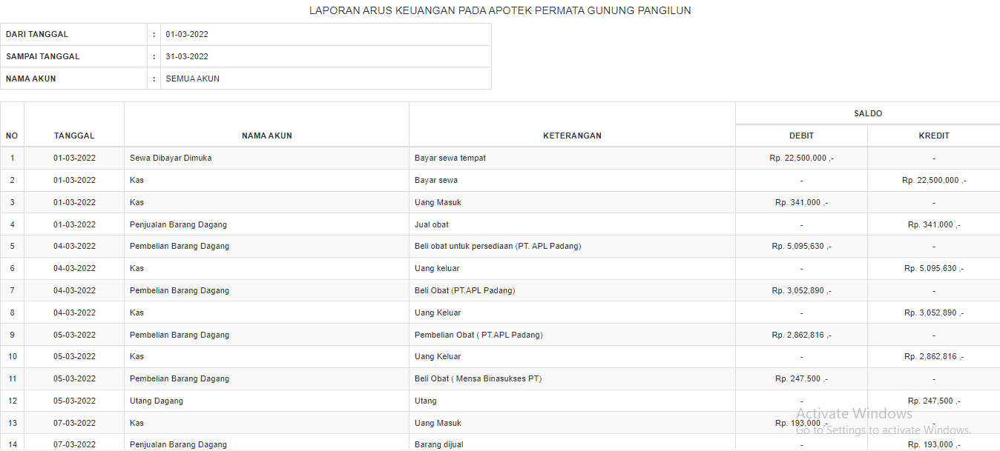 LAPORAN ARUS KEUANGAN PADA APOTEK PERMATA GUNUNG PANGILUN
DARI TANGGAL : 01-03-2022
SAMPAI TANGGAL : 31-03-2022
NAMA AKUN : SEMUA AKUN
SALDO
NO TANGGAL NAMA AKUN KETERANGAN DEBIT KREDIT
1 01-03-2022 Sewa Dibayar Dimuka Bayar sewa tempat Rp. 22,500,000 ,- -
2 01-03-2022 Kas Bayar sewa - Rp. 22,500,000 ,-
3 01-03-2022 Kas Uang Masuk Rp. 341,000 ,- -
4 01-03-2022 Penjualan Barang Dagang Jual obat - Rp. 341,000 ,-
5 04-03-2022 Pembelian Barang Dagang Beli obat untuk persediaan (PT. APL Padang) Rp. 5,095,630 ,- -
6 04-03-2022 Kas Uang keluar - Rp. 5,095,630 ,-
7 04-03-2022 Pembelian Barang Dagang Beli Obat (PT.APL Padang) Rp. 3,052,890 ,- -
8 04-03-2022 Kas Uang Keluar - Rp. 3,052,890 ,-
9 05-03-2022 Pembelian Barang Dagang Pembelian Obat ( PT.APL Padang) Rp. 2,862,816 ,- -
10 05-03-2022 Kas Uang Keluar - Rp. 2,862,816 ,-
11 05-03-2022 Pembelian Barang Dagang Beli Obat ( Mensa Binasukses PT) Rp. 247,500 ,- -
12 05-03-2022 Utang Dagang Utang - Rp. 247,500 ,-
Activate Windows
13 07-03-2022 Kas Uang Masuk Rp. 193,000 ,- -
Go to Settings to activate Windows.
14 07-03-2022 Penjualan Barang Dagang Barang dijual - Rp. 193,000 ,-